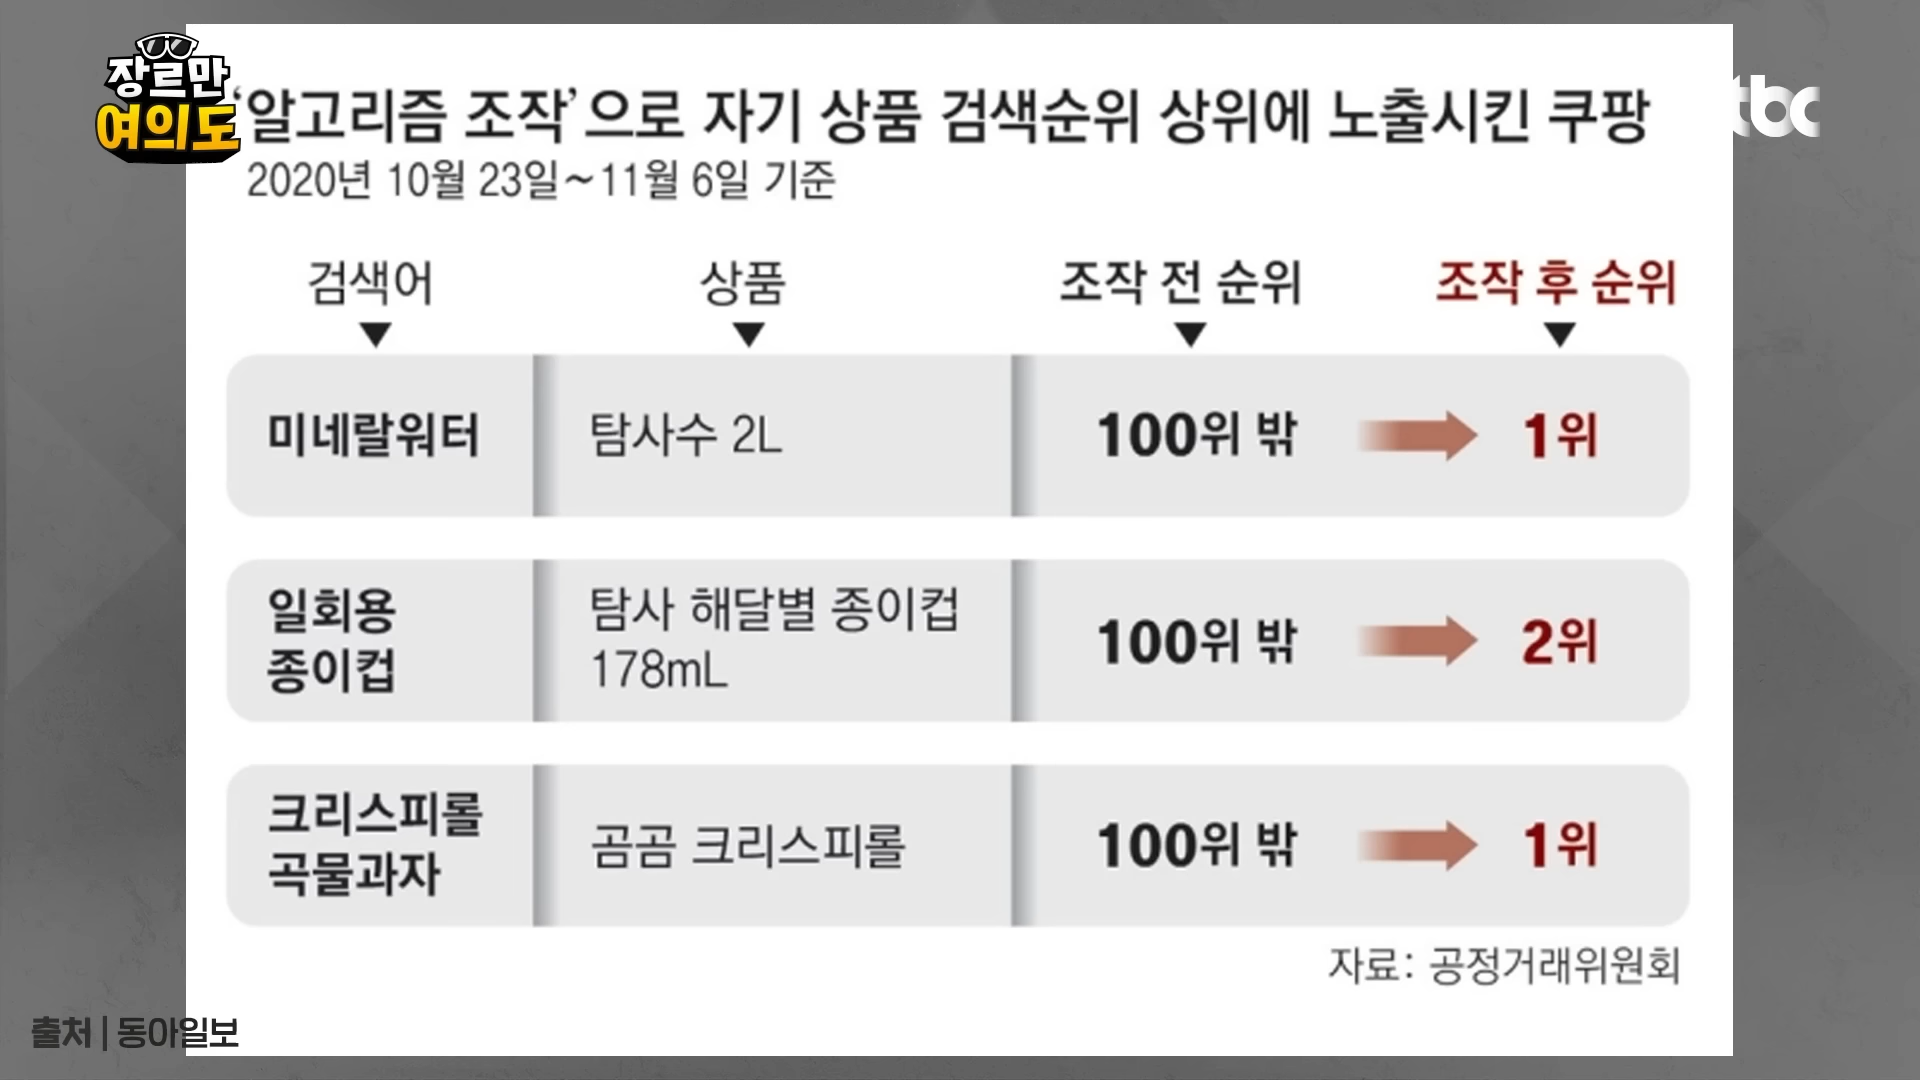 장르만
여의도
'알고리즘 조작'으로 자기 상품 검색순위 상위에 노출시킨 쿠팡
tbc
2020년 10월 23일~11월 6일 기준
검색어 상품 조작 전 순위 조작 후 순위
미네랄워터 탐사수 2L 100위 밖 1위
일회용
종이컵
탐사 해달별 종이컵
178mL
100위 밖 2위
크리스피롤
곡물과자
곰곰 크리스피롤 100위 밖 1위
자료: 공정거래위원회
출처 | 동아일보